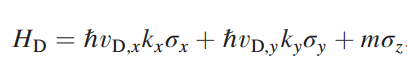 H_D = ħv_{D,x}k_xσ_x + ħv_{D,y}k_yσ_y + mσ_z.